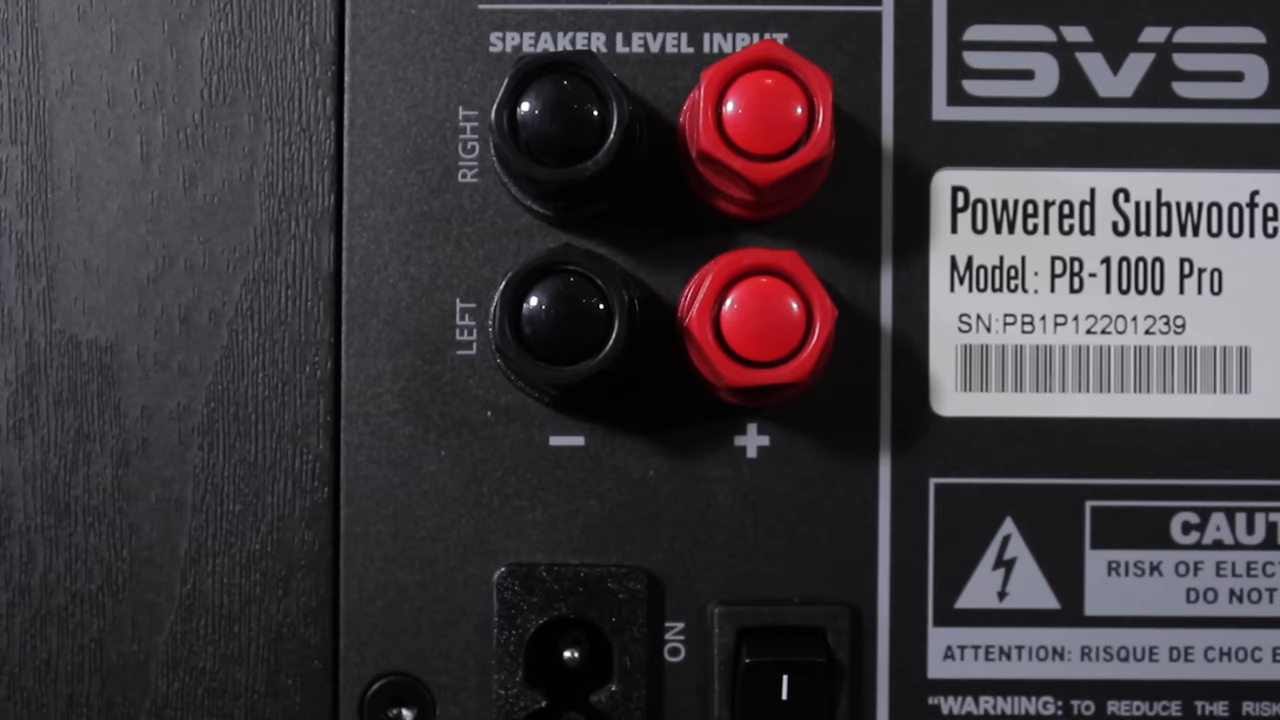 SPEAKER LEVEL INPUT
RIGHT
LEFT
− +
ON
SVS
Powered Subwoofe
Model: PB-1000 Pro
SN:PB1P12201239
CAUT
RISK OF ELEC
DO NOT
ATTENTION: RISQUE DE CHOC E
“WARNING: TO REDUCE THE RISK